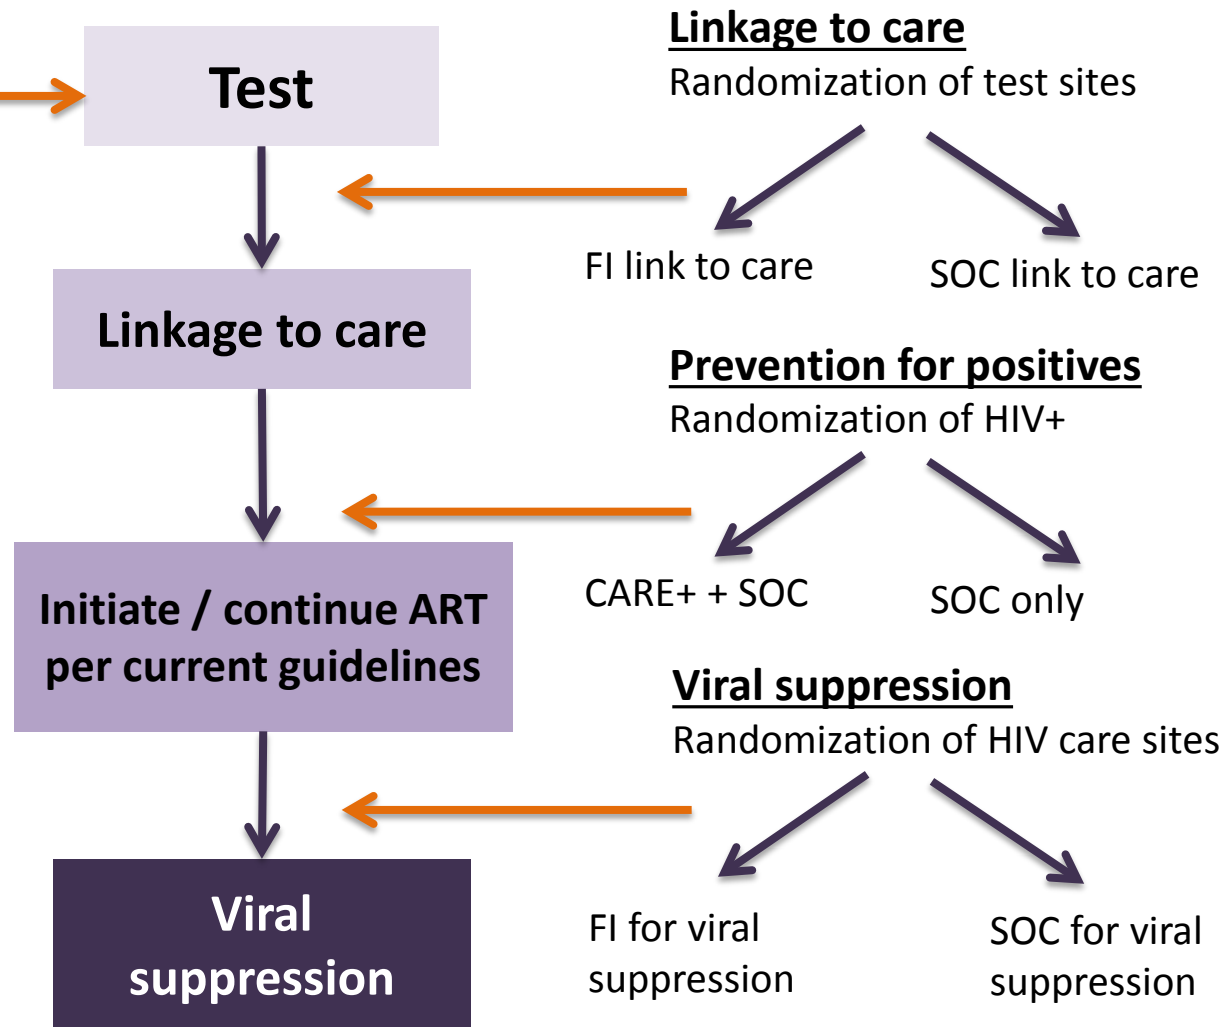 Test
Linkage to care
Initiate / continue ART
per current guidelines
Viral
suppression
Linkage to care
Randomization of test sites
FI link to care
SOC link to care
Prevention for positives
Randomization of HIV+
CARE+ + SOC
SOC only
Viral suppression
Randomization of HIV care sites
FI for viral
suppression
SOC for viral
suppression